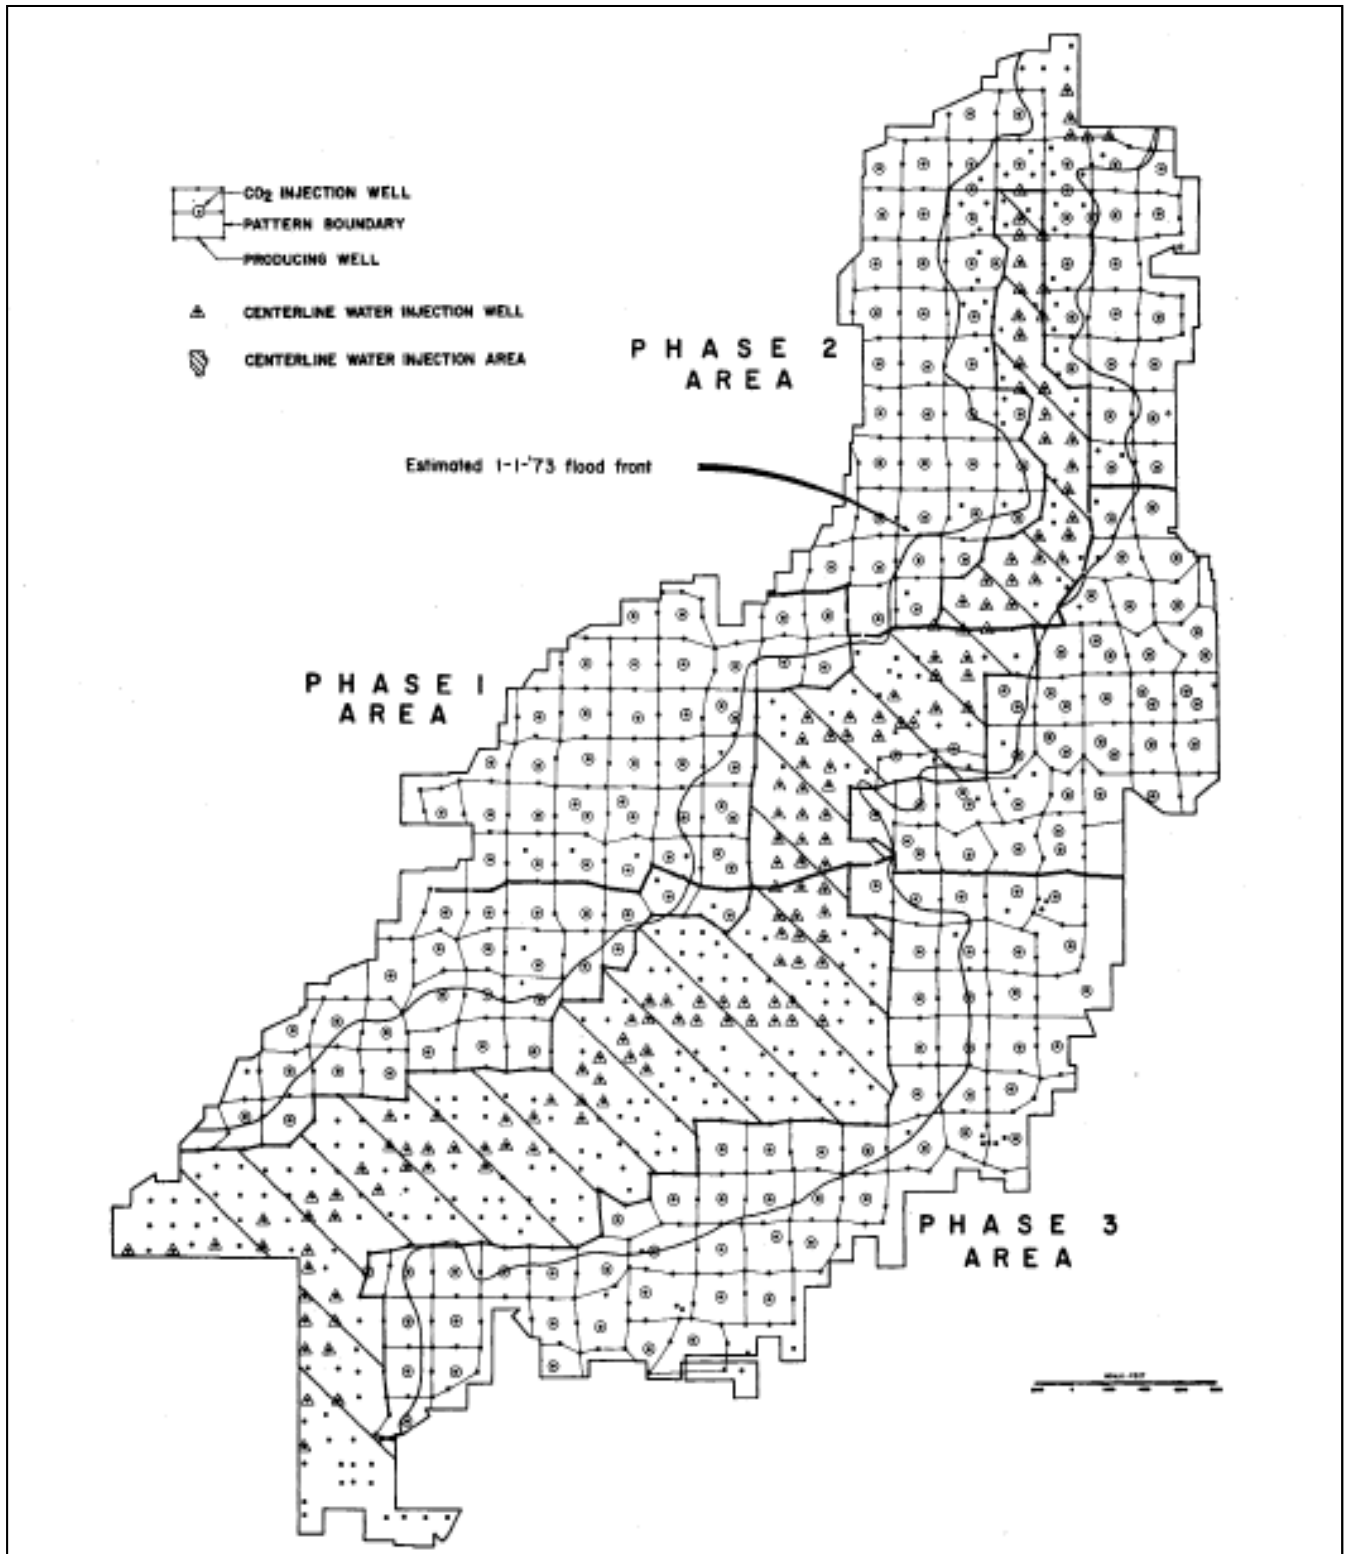 CO2 INJECTION WELL
PATTERN BOUNDARY
PRODUCING WELL
CENTERLINE WATER INJECTION WELL
CENTERLINE WATER INJECTION AREA
PHASE 2
AREA
Estimated 1-1-'73 flood front
PHASE I
AREA
PHASE 3
AREA